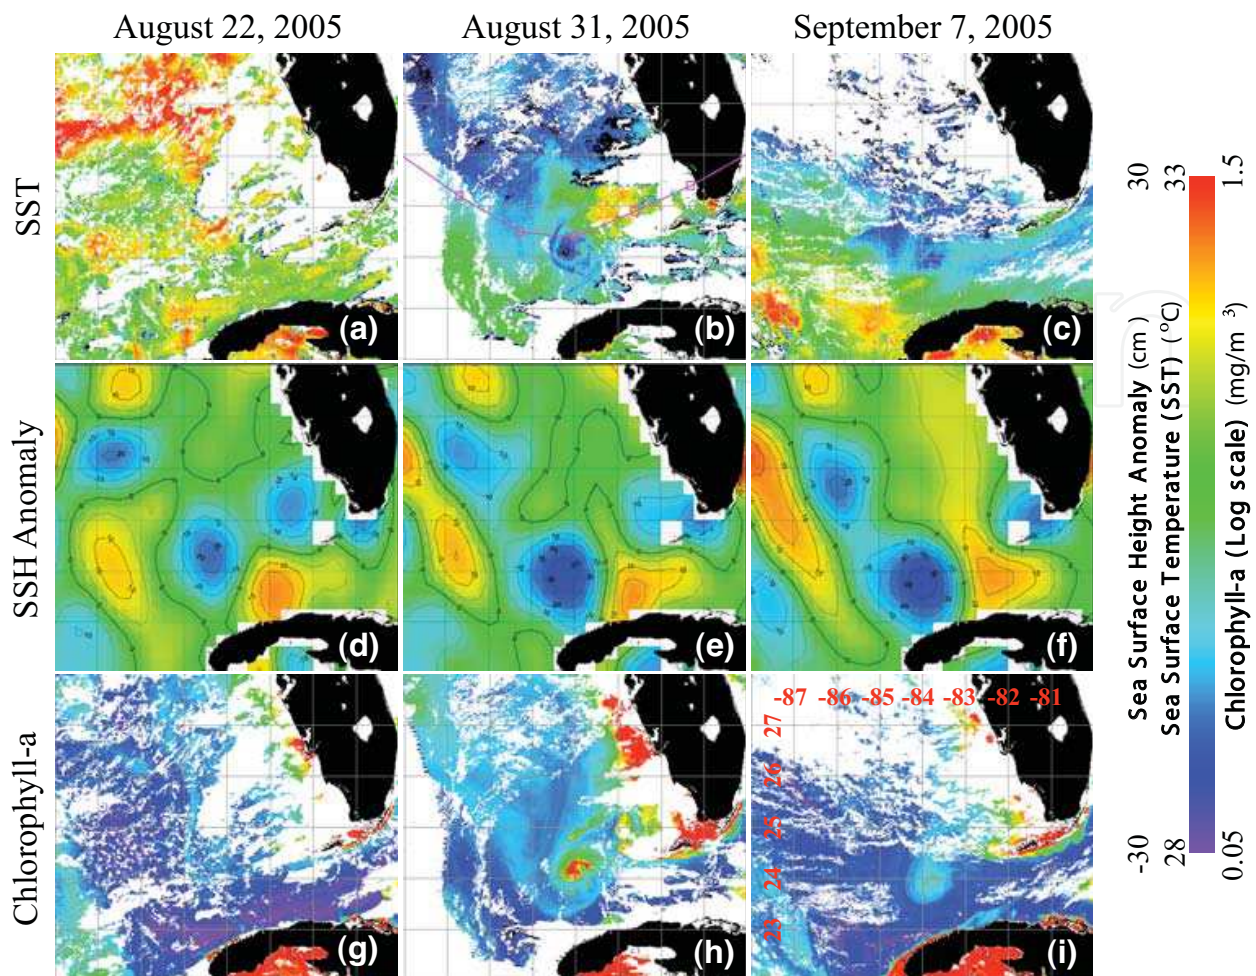 August 22, 2005
August 31, 2005
September 7, 2005
SST
(a)
(b)
(c)
SSH Anomaly
(d)
(e)
(f)
Chlorophyll-a
(g)
(h)
(i)
-87 -86 -85 -84 -83 -82 -81
27
26
25
24
23
-30 Sea Surface Height Anomaly (cm) 30
28 Sea Surface Temperature (SST) (°C) 33
0.05 Chlorophyll-a (Log scale) (mg/m 3) 1.5